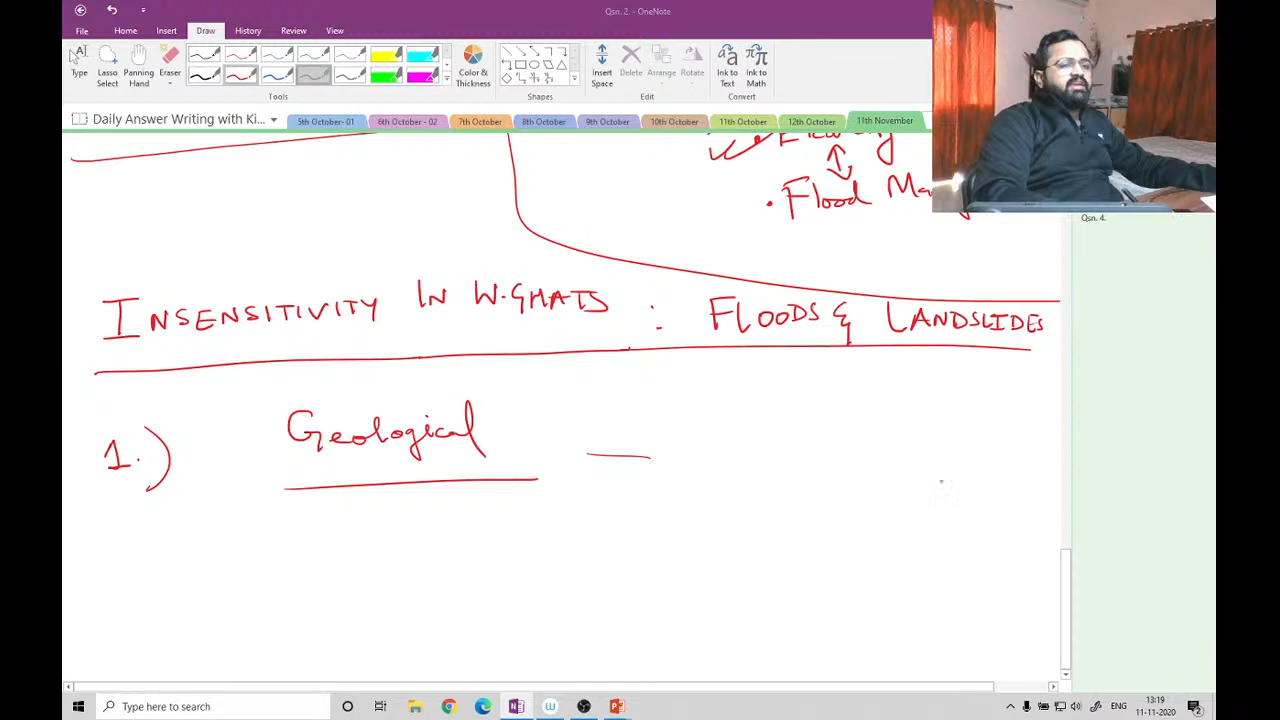 Qsn. 2. - OneNote
File Home Insert Draw History Review View
Type Lasso Select Panning Hand Eraser Color & Thickness Insert Space Delete Arrange Rotate Ink to Text Ink to Math
Tools Shapes Edit Convert
Daily Answer Writing with Ki... 5th October- 01 6th October - 02 7th October 8th October 9th October 10th October 11th October 12th October 11th November
• Flood
Qsn. 4.
INSENSITIVITY IN W.GHATS : FLOODS & LANDSLIDES
1.) Geological —
Type here to search
ENG
13:19
11-11-2020
2